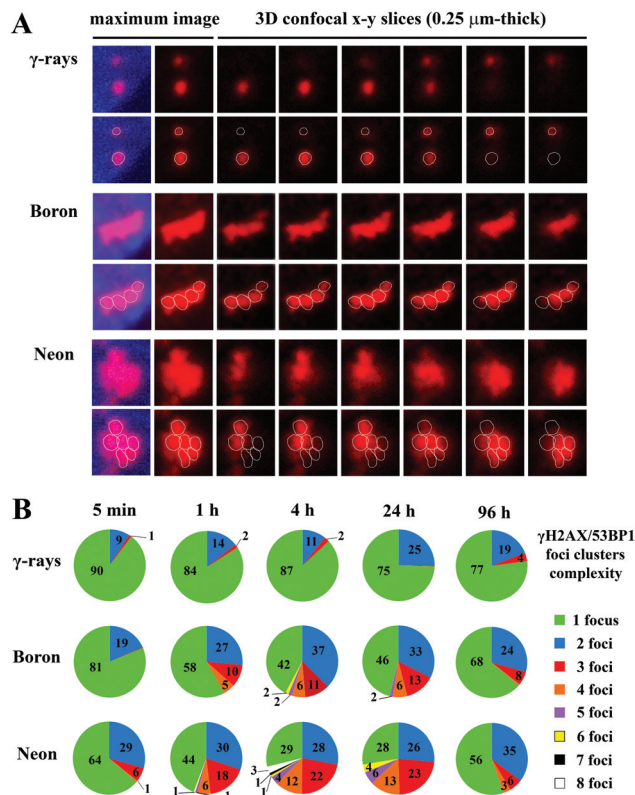 A
maximum image 3D confocal x-y slices (0.25 μm-thick)
γ-rays
Boron
Neon
B
5 min 1 h 4 h 24 h 96 h
γH2AX/53BP1
foci clusters
complexity
γ-rays
90 9 1
84 14 2
87 11 2
75 25
77 19 4
Boron
81 19
58 27 10 5
42 37 11 6 2 2
46 33 13 6 2
68 24 8
Neon
64 29 6 1
44 30 18 6 1 1 1
29 28 22 12 4 1 1 3
28 26 23 13 6 4
56 35 6 3
1 focus
2 foci
3 foci
4 foci
5 foci
6 foci
7 foci
8 foci